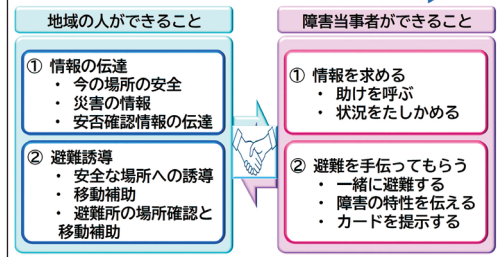 地域の人ができること
① 情報の伝達
・ 今の場所の安全
・ 災害の情報
・ 安否確認情報の伝達
② 避難誘導
・ 安全な場所への誘導
・ 移動補助
・ 避難所の場所確認と
移動補助
障害当事者ができること
① 情報を求める
・ 助けを呼ぶ
・ 状況をたしかめる
② 避難を手伝ってもらう
・ 一緒に避難する
・ 障害の特性を伝える
・ カードを提示する